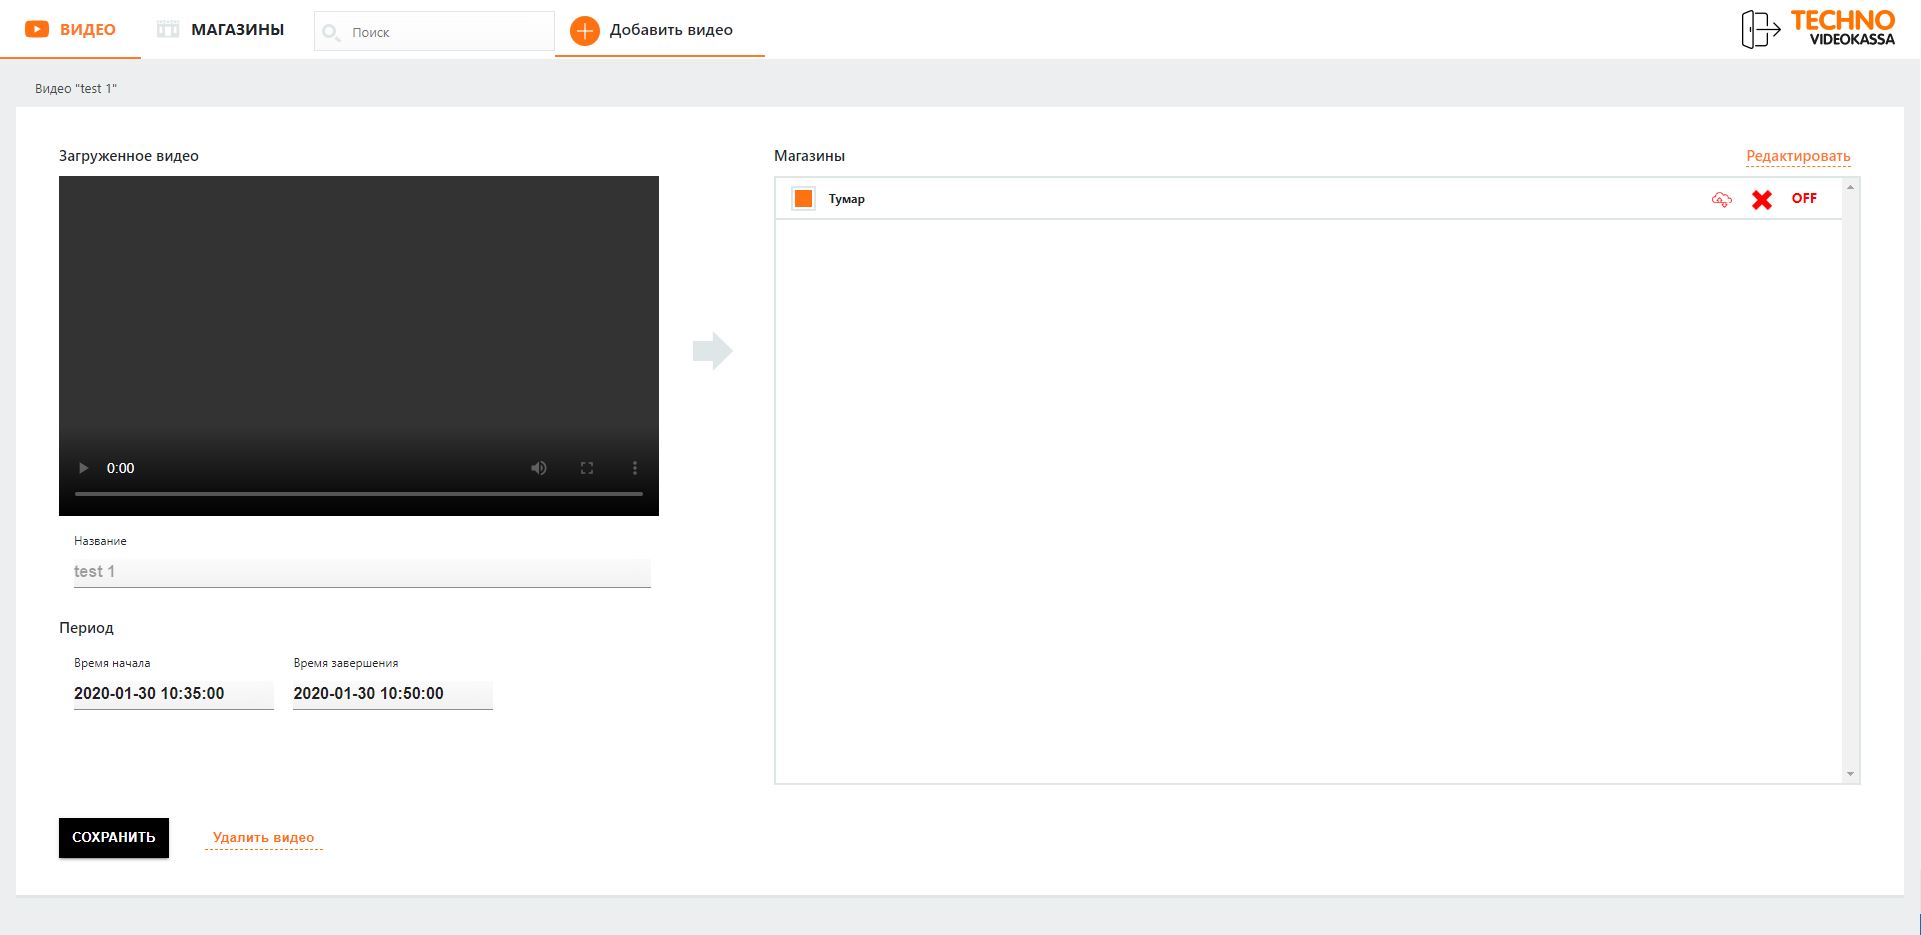 ВИДЕО
МАГАЗИНЫ
Поиск
Добавить видео
TECHNO
VIDEOKASSA
Видео "test 1"
Загруженное видео
0:00
Название
test 1
Период
Время начала
Время завершения
2020-01-30 10:35:00
2020-01-30 10:50:00
СОХРАНИТЬ
Удалить видео
Магазины
Редактировать
Тумар
OFF